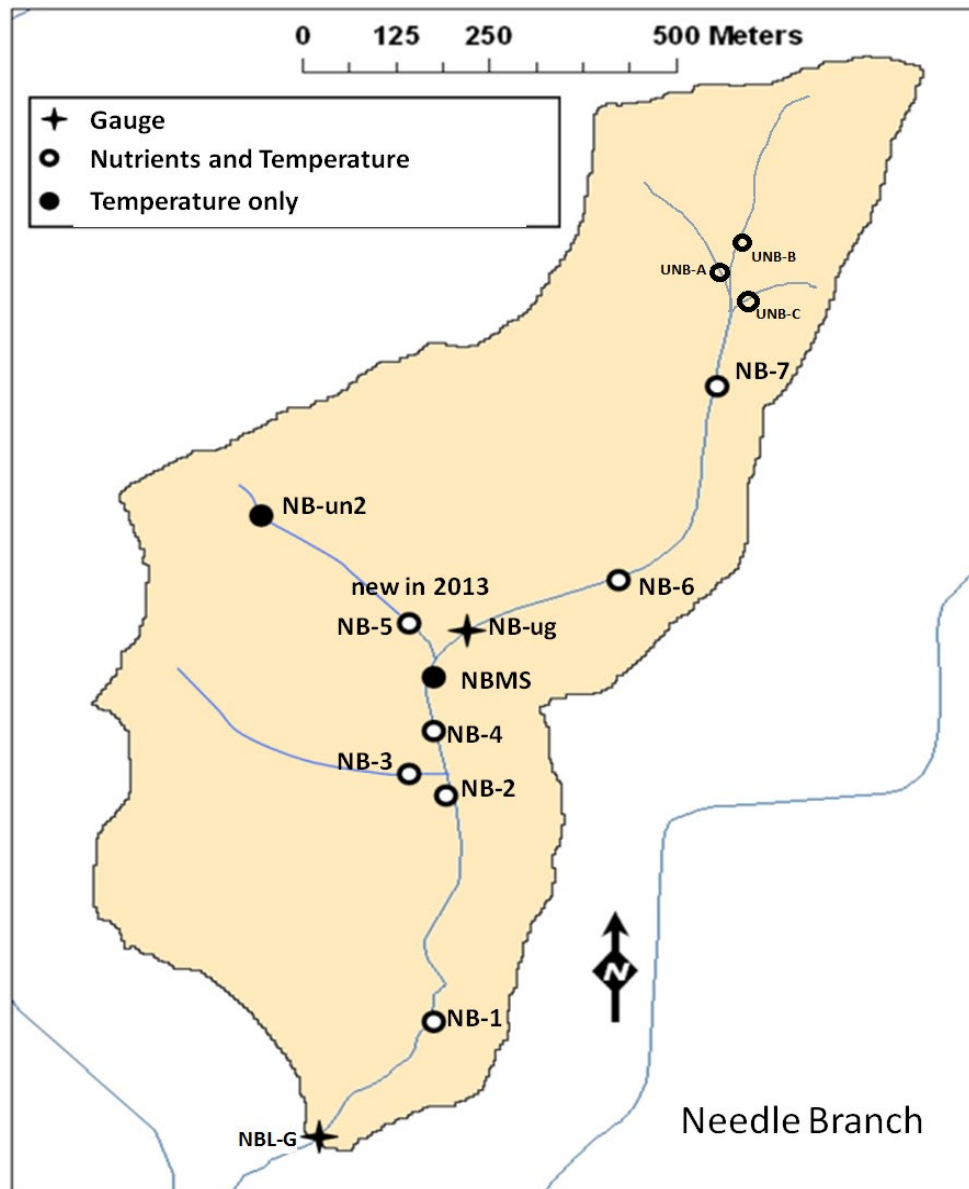 0 125 250 500 Meters
Gauge
Nutrients and Temperature
Temperature only
UNB-B
UNB-A
UNB-C
NB-7
NB-un2
new in 2013
NB-6
NB-5
NB-ug
NBMS
NB-4
NB-3
NB-2
N
NB-1
Needle Branch
NBL-G